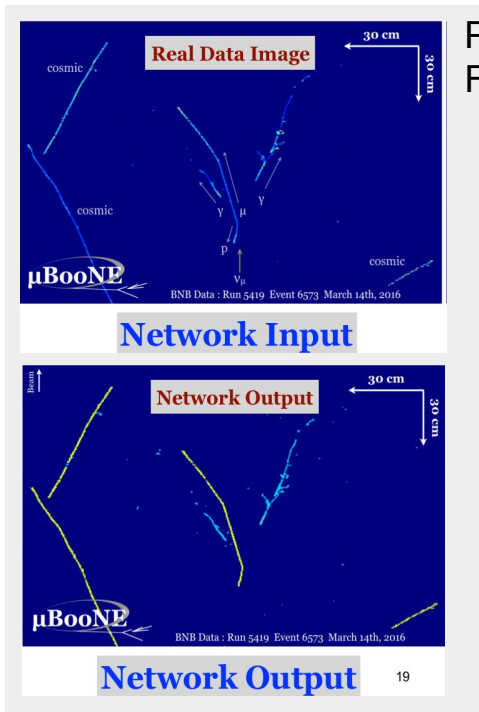 Real Data Image
30 cm
30 cm
cosmic
cosmic
γ
μ
γ
p
νμ
cosmic
μBooNE
BNB Data : Run 5419 Event 6573 March 14th, 2016
Network Input
Beam
Network Output
30 cm
30 cm
μBooNE
BNB Data : Run 5419 Event 6573 March 14th, 2016
Network Output
19